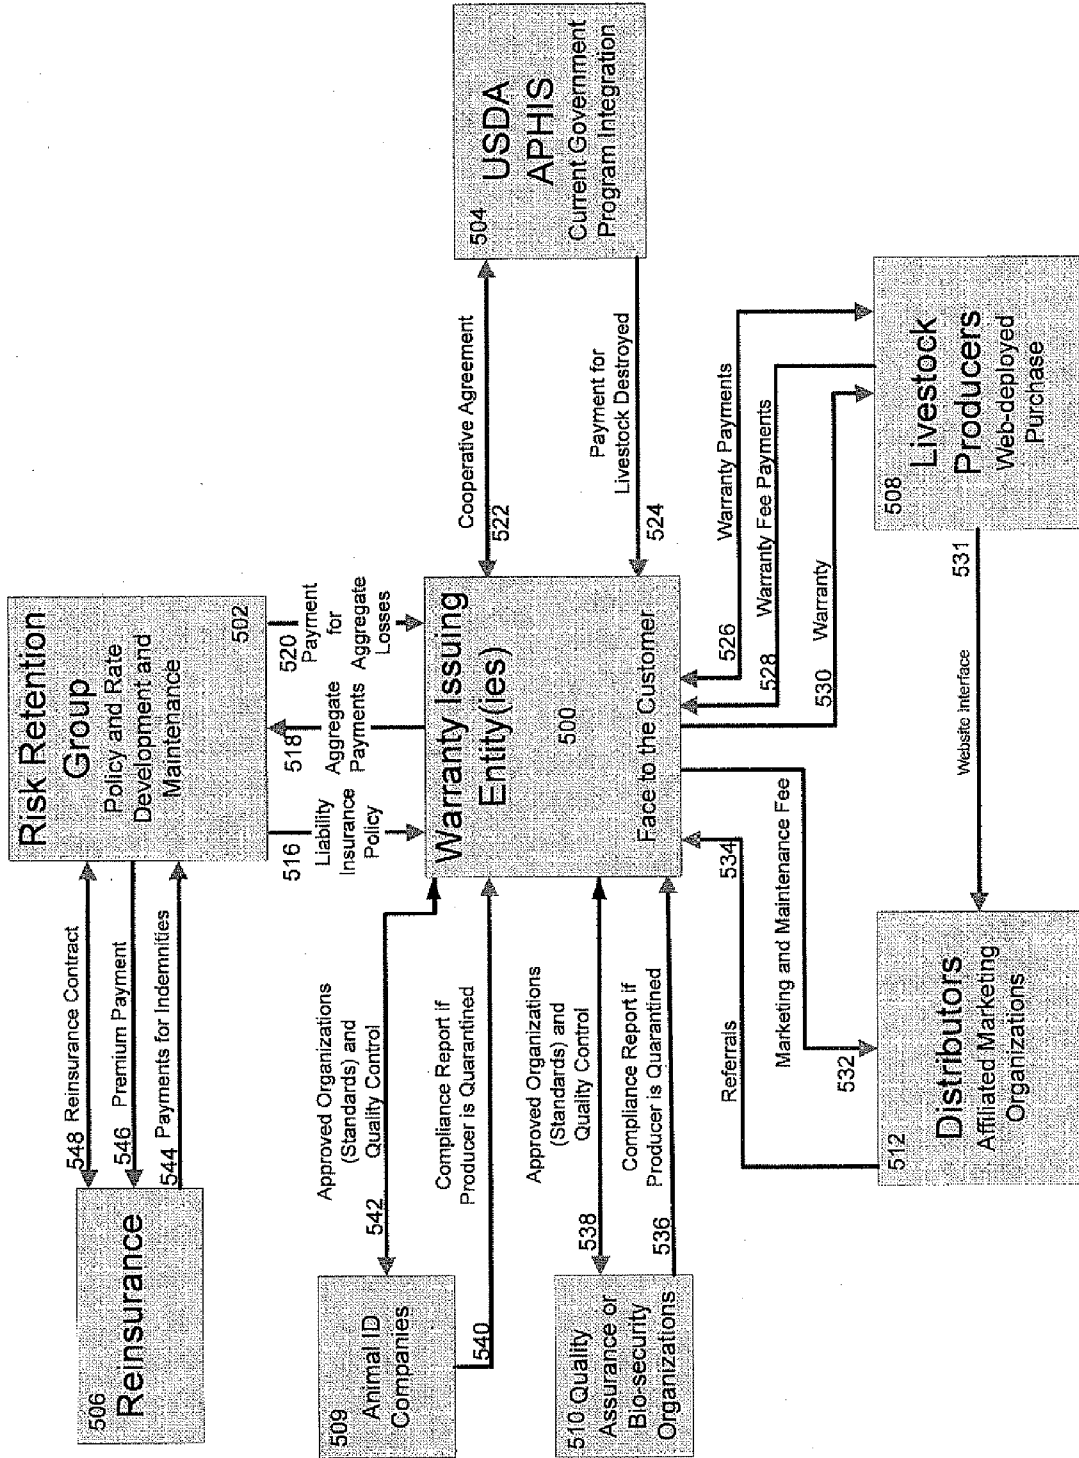 506
Reinsurance
548 Reinsurance Contract
546 Premium Payment
544 Payments for Indemnities
Risk Retention
Group
Policy and Rate
Development and
Maintenance
502
516
Liability
Insurance
Policy
518
Aggregate
Payments
520
Payment
for
Aggregate
Losses
509
Animal ID
Companies
Approved Organizations
(Standards) and
Quality Control
542
Compliance Report if
Producer is Quarantined
540
510 Quality
Assurance or
Bio-security
Organizations
Approved Organizations
(Standards) and
Quality Control
538
Compliance Report if
Producer is Quarantined
536
Warranty Issuing
Entity(ies)
500
Face to the Customer
Cooperative Agreement
522
Payment for
Livestock Destroyed
524
504
USDA
APHIS
Current Government
Program Integration
Referrals
534
Marketing and Maintenance Fee
532
512
Distributors
Affiliated Marketing
Organizations
526
Warranty Payments
528
Warranty Fee Payments
530
Warranty
Website Interface
531
508
Livestock
Producers
Web-deployed
Purchase